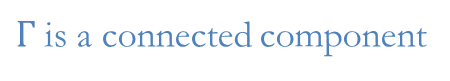 Γ is a connected component